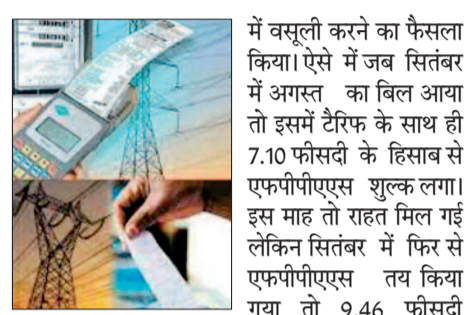 में वसूली करने का फैसला
किया। ऐसे में जब सितंबर
में अगस्त का बिल आया
तो इसमें टैरिफ के साथ ही
7.10 फीसदी के हिसाब से
एफपीपीएएस शुल्क लगा।
इस माह तो राहत मिल गई
लेकिन सितंबर में फिर से
एफपीपीएएस तय किया
गया तो 9.46 फीसदी